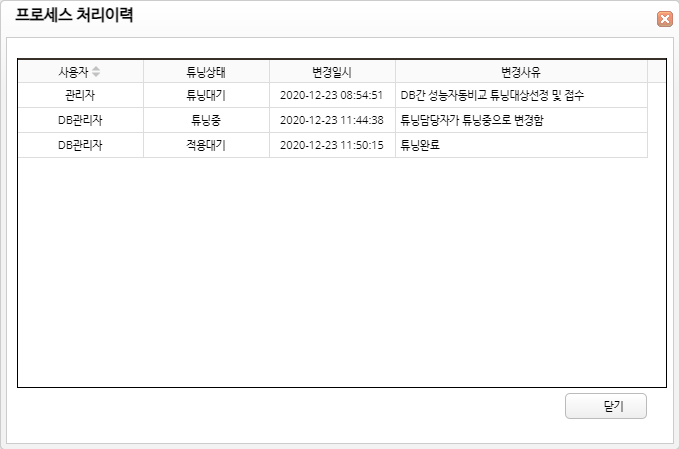 프로세스 처리이력
사용자 튜닝상태 변경일시 변경사유
관리자 튜닝대기 2020-12-23 08:54:51 DB간 성능자동비교 튜닝대상선정 및 접수
DB관리자 튜닝중 2020-12-23 11:44:38 튜닝담당자가 튜닝중으로 변경함
DB관리자 적용대기 2020-12-23 11:50:15 튜닝완료
닫기